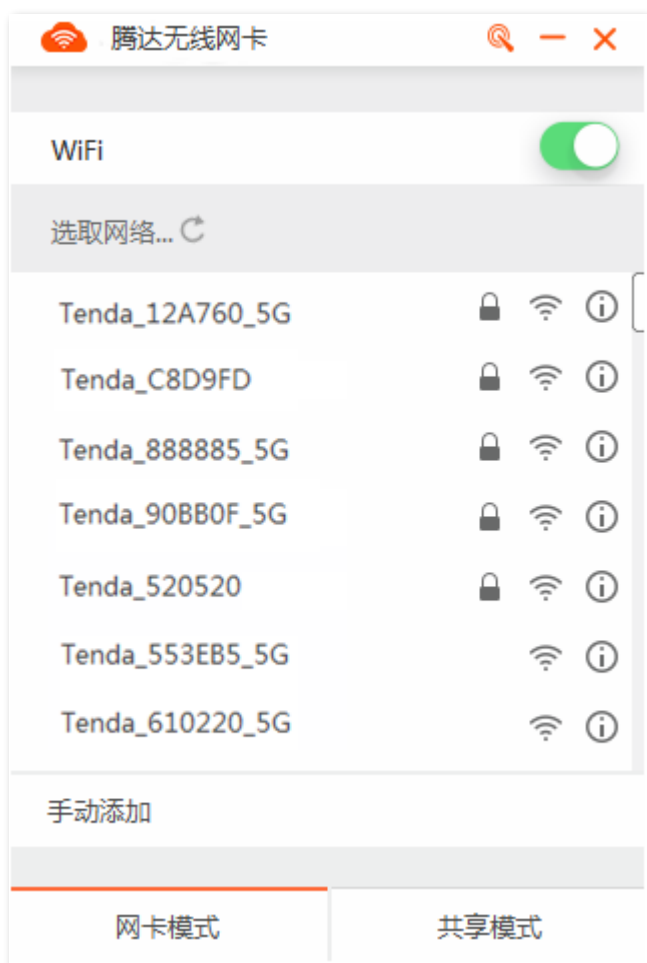 腾达无线网卡
WiFi
选取网络...
Tenda_12A760_5G
Tenda_C8D9FD
Tenda_888885_5G
Tenda_90BB0F_5G
Tenda_520520
Tenda_553EB5_5G
Tenda_610220_5G
手动添加
网卡模式 共享模式